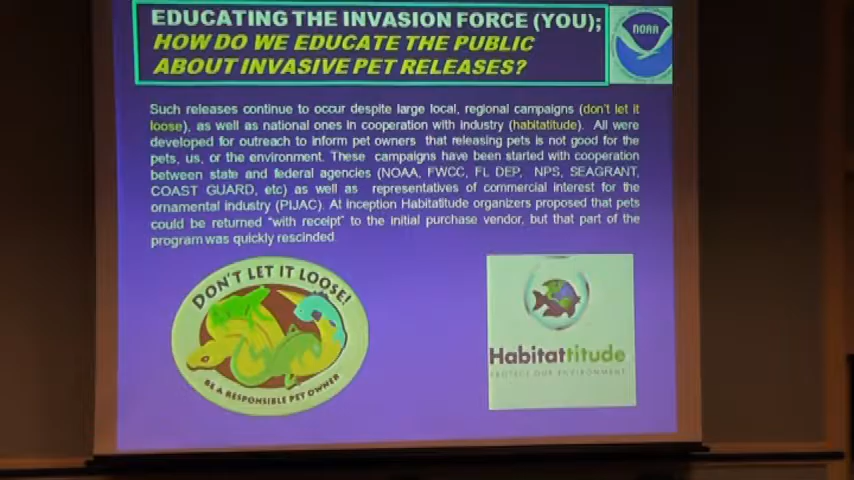 EDUCATING THE INVASION FORCE (YOU);
HOW DO WE EDUCATE THE PUBLIC
ABOUT INVASIVE PET RELEASES?
NOAA
Such releases continue to occur despite large local, regional campaigns (don't let it
loose), as well as national ones in cooperation with industry (habitatitude). All were
developed for outreach to inform pet owners that releasing pets is not good for the
pets, us, or the environment. These campaigns have been started with cooperation
between state and federal agencies (NOAA, FWCC, FL DEP, NPS, SEAGRANT,
COAST GUARD, etc) as well as representatives of commercial interest for the
ornamental industry (PIJAC). At inception Habitatitude organizers proposed that pets
could be returned "with receipt" to the initial purchase vendor, but that part of the
program was quickly rescinded.
DON'T LET IT LOOSE!
BE A RESPONSIBLE PET OWNER
Habitattitude
PROTECT OUR ENVIRONMENT